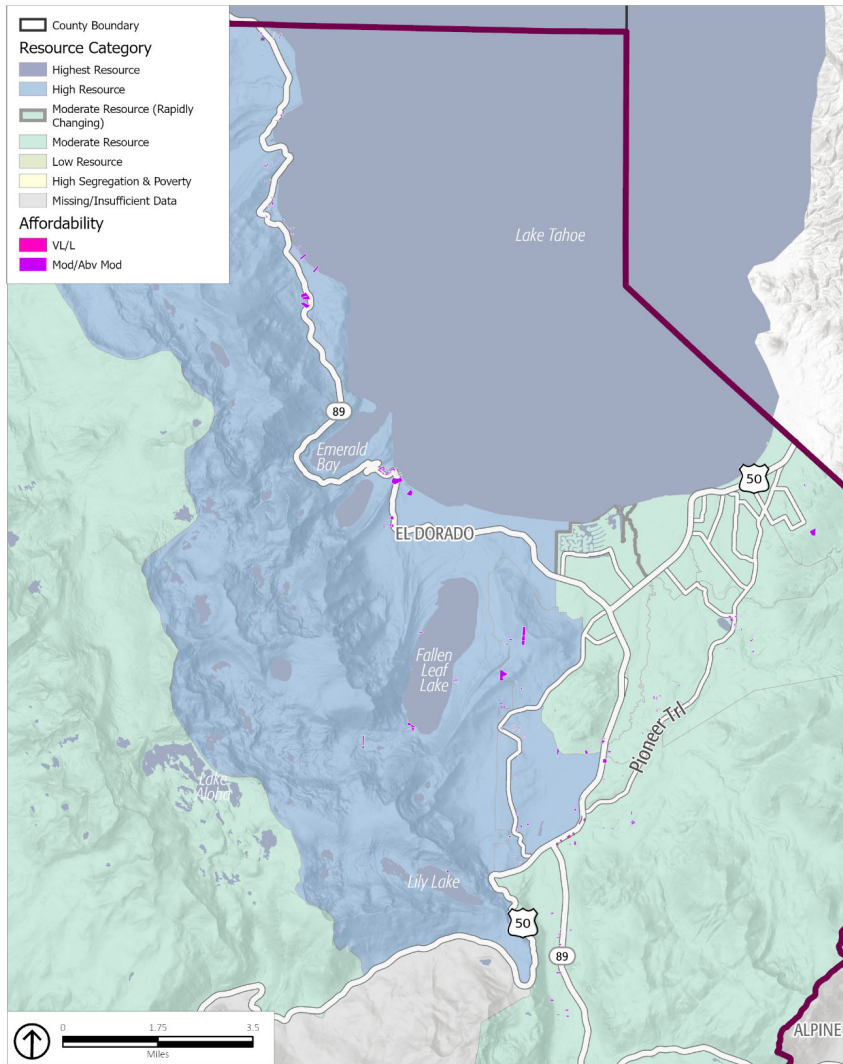 County Boundary
Resource Category
Highest Resource
High Resource
Moderate Resource (Rapidly
Changing)
Moderate Resource
Low Resource
High Segregation & Poverty
Missing/Insufficient Data
Affordability
VL/L
Mod/Abv Mod
Lake Tahoe
89
Emerald
Bay
50
EL DORADO
Fallen
Leaf
Lake
Pioneer Trl
Lake
Aloha
Lily Lake
50
89
0 1.75 3.5
Miles
ALPINE